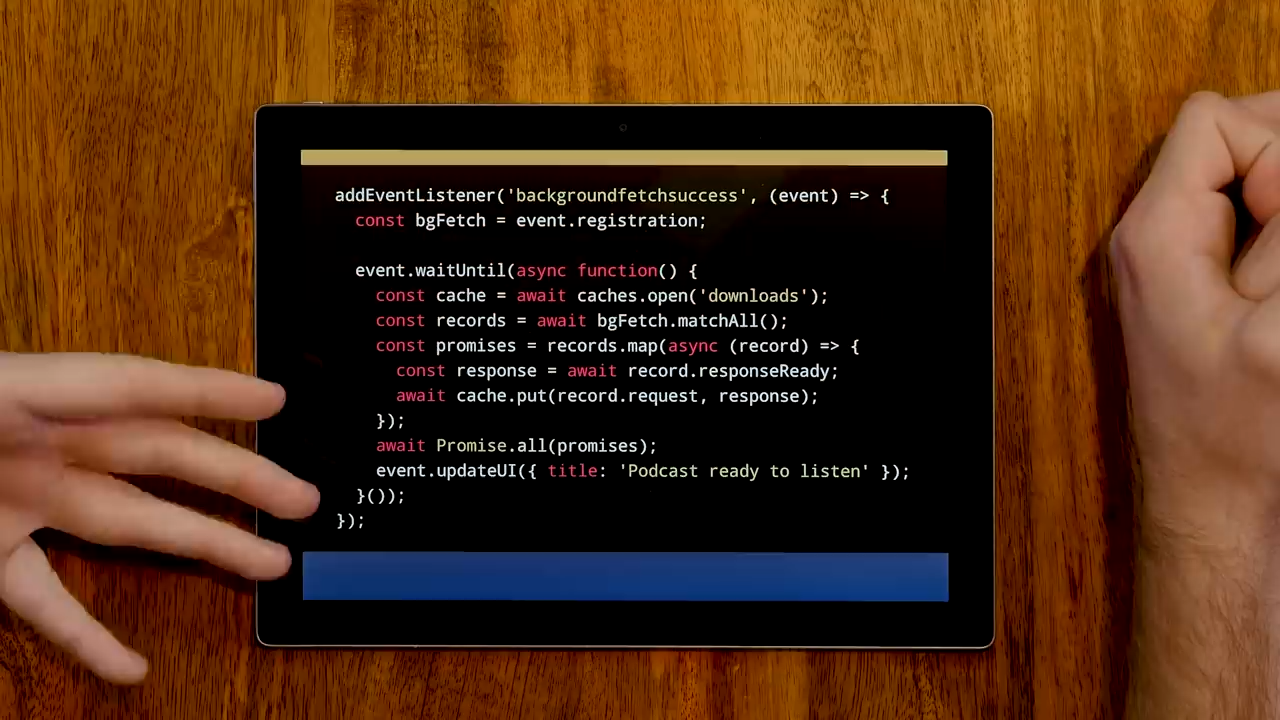 addEventListener('backgroundfetchsuccess', (event) => {
const bgFetch = event.registration;
event.waitUntil(async function() {
const cache = await caches.open('downloads');
const records = await bgFetch.matchAll();
const promises = records.map(async (record) => {
const response = await record.responseReady;
await cache.put(record.request, response);
});
await Promise.all(promises);
event.updateUI({ title: 'Podcast ready to listen' });
}());
});